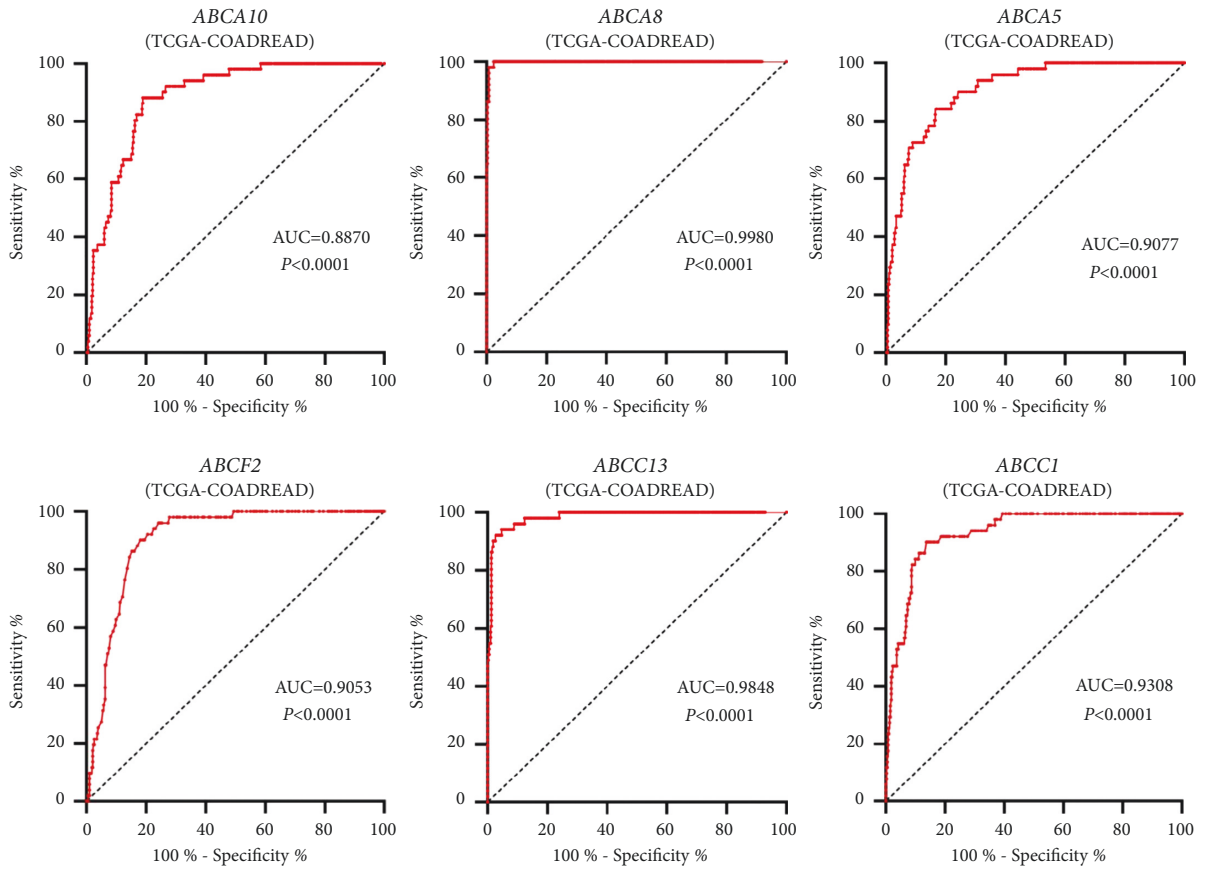 ABCA10
(TCGA-COADREAD)
Sensitivity %
100
80
60
40
20
0
AUC=0.8870
P<0.0001
0 20 40 60 80 100
100 % - Specificity %
ABCA8
(TCGA-COADREAD)
Sensitivity %
100
80
60
40
20
0
AUC=0.9980
P<0.0001
0 20 40 60 80 100
100 % - Specificity %
ABCA5
(TCGA-COADREAD)
Sensitivity %
100
80
60
40
20
0
AUC=0.9077
P<0.0001
0 20 40 60 80 100
100 % - Specificity %
ABCF2
(TCGA-COADREAD)
Sensitivity %
100
80
60
40
20
0
AUC=0.9053
P<0.0001
0 20 40 60 80 100
100 % - Specificity %
ABCC13
(TCGA-COADREAD)
Sensitivity %
100
80
60
40
20
0
AUC=0.9848
P<0.0001
0 20 40 60 80 100
100 % - Specificity %
ABCC1
(TCGA-COADREAD)
Sensitivity %
100
80
60
40
20
0
AUC=0.9308
P<0.0001
0 20 40 60 80 100
100 % - Specificity %